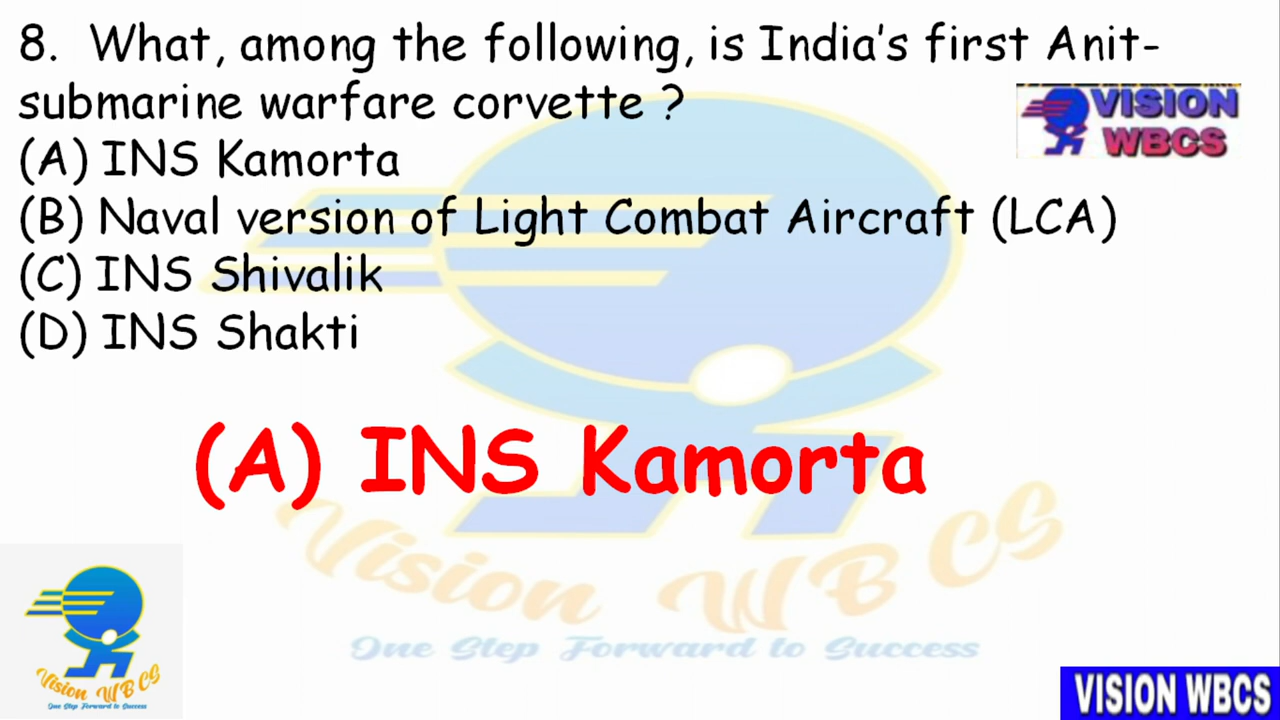 8. What, among the following, is India's first Anit-
submarine warfare corvette ?
VISION
WBCS
(A) INS Kamorta
(B) Naval version of Light Combat Aircraft (LCA)
(C) INS Shivalik
(D) INS Shakti
(A) INS Kamorta
Vision WBCS
One Step Forward to Success
Vision WBCS
One Step Forward to Success
VISION WBCS